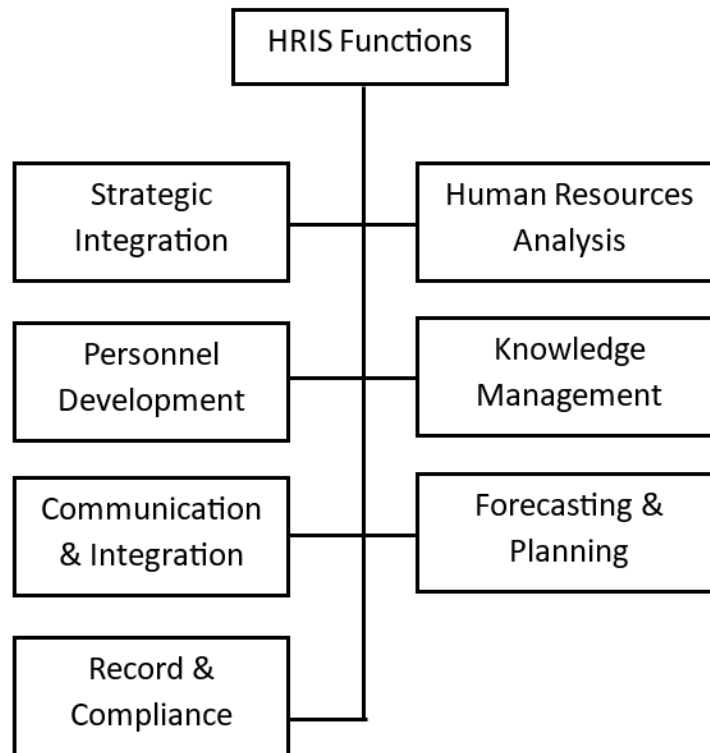 HRIS Functions
Strategic
Integration
Human Resources
Analysis
Personnel
Development
Knowledge
Management
Communication
& Integration
Forecasting &
Planning
Record &
Compliance